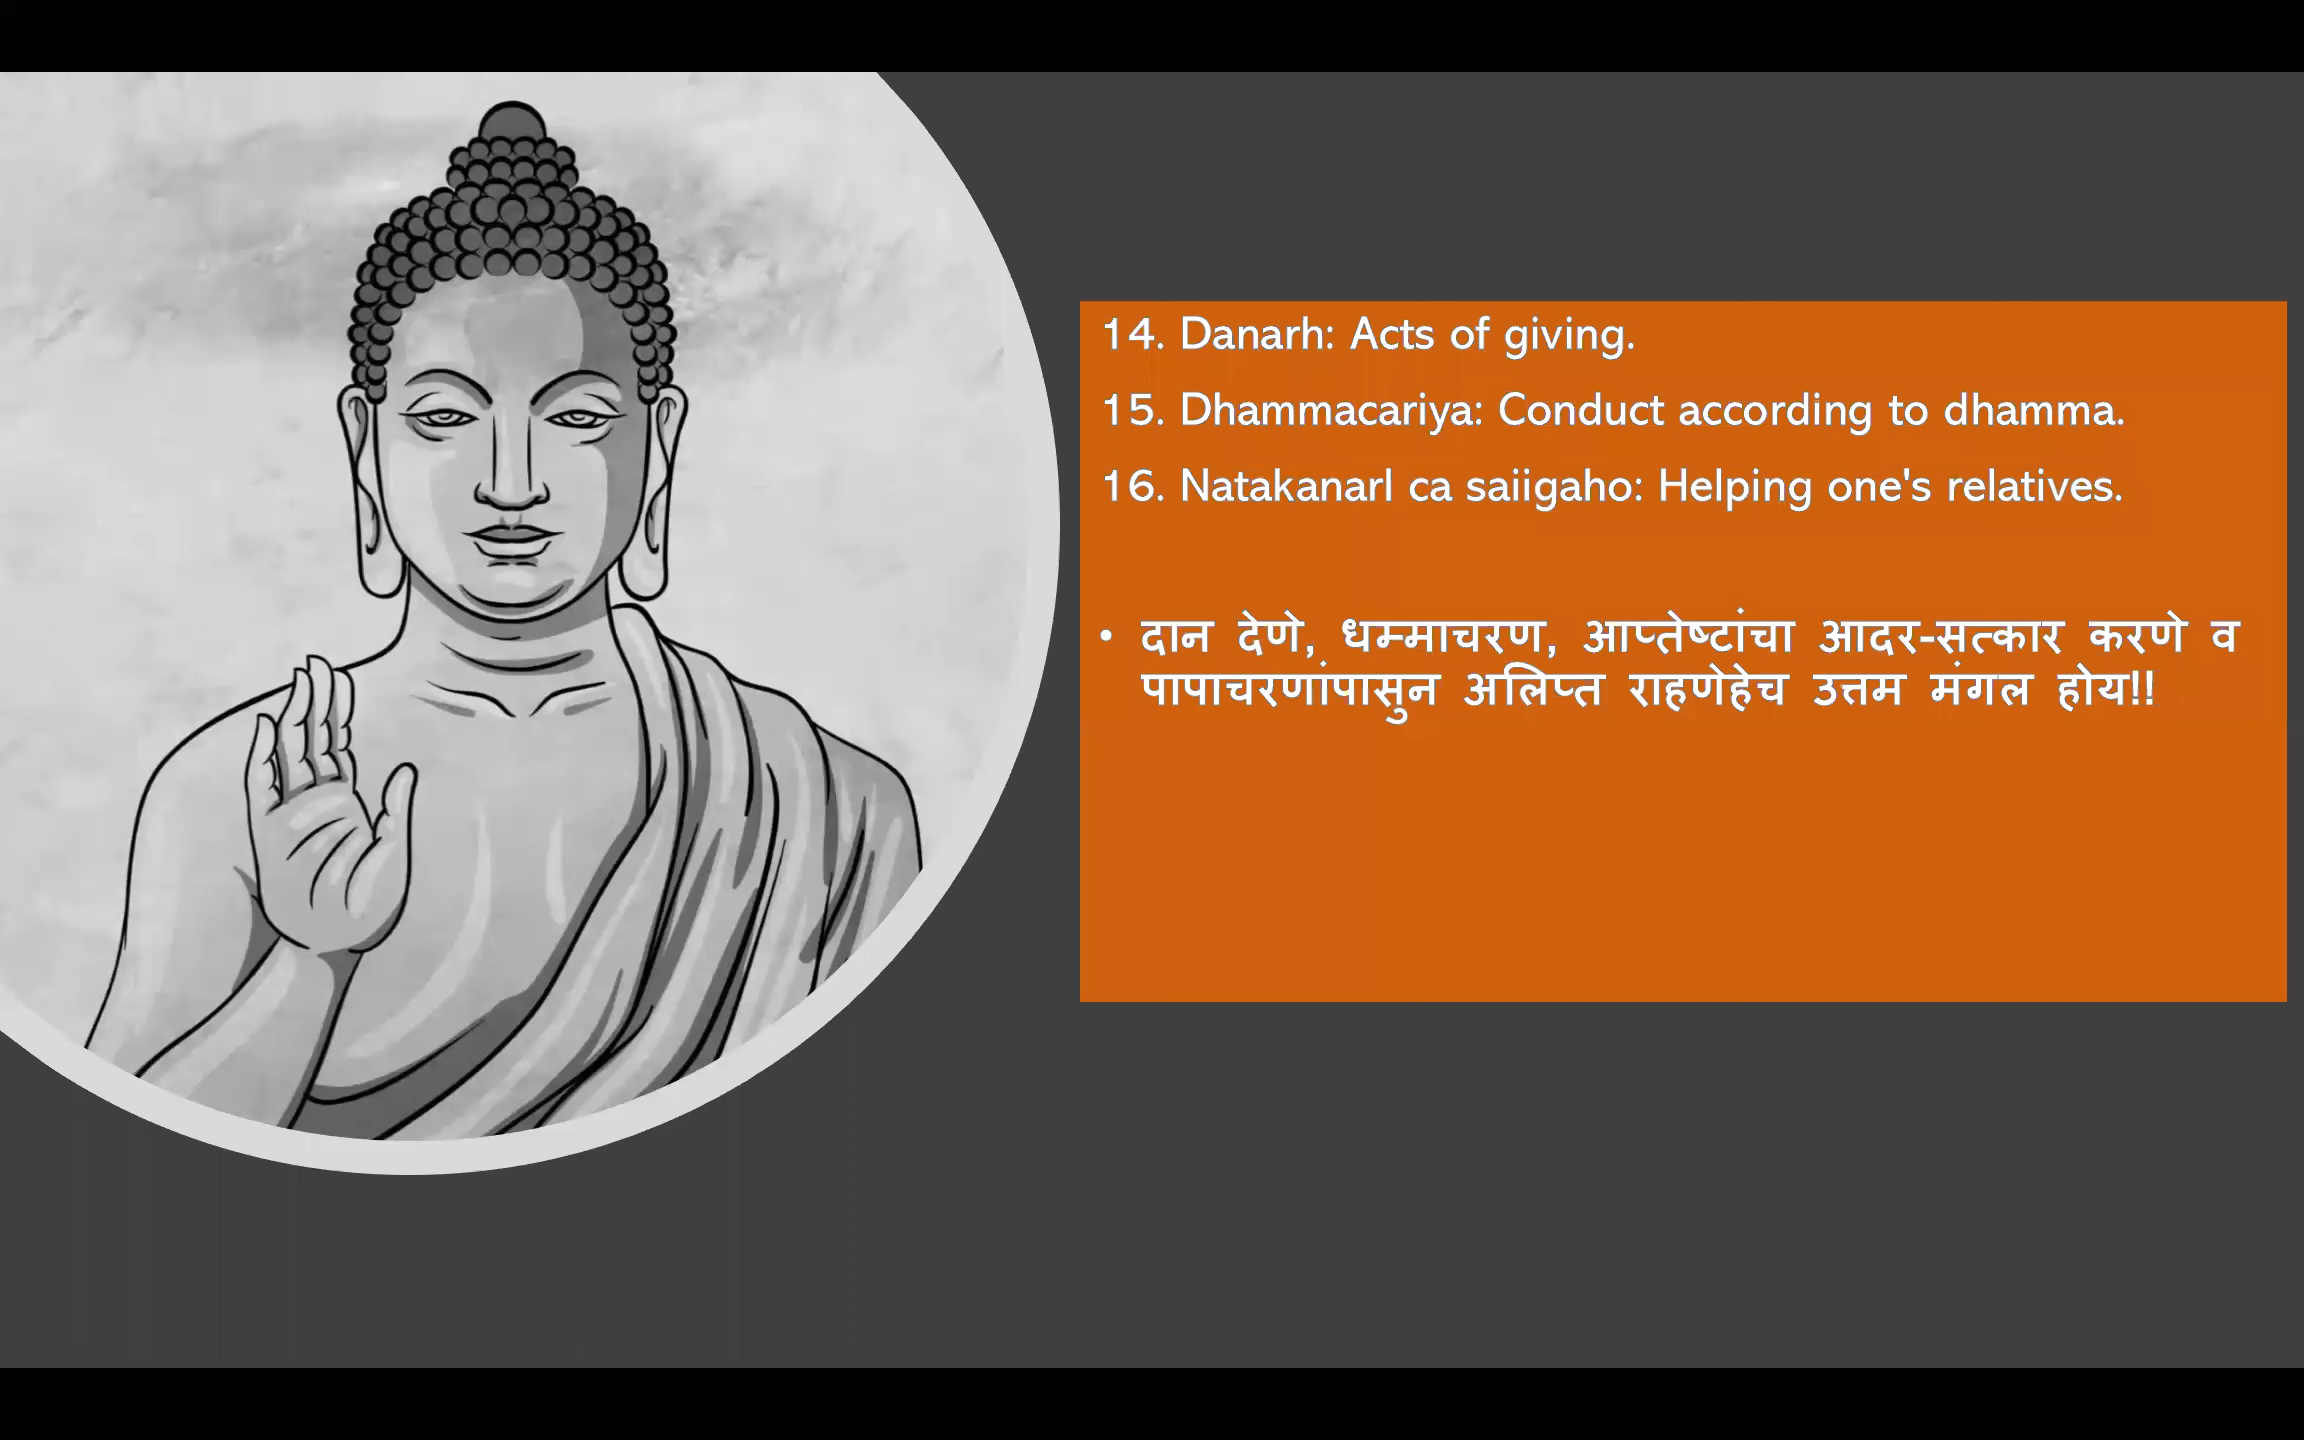 14. Danarh: Acts of giving.
15. Dhammacariya: Conduct according to dhamma.
16. Natakanarl ca saiigaho: Helping one's relatives.
• दान देणे, धम्माचरण, आप्तेष्टांचा आदर-सत्कार करणे व
पापाचरणांपासुन अलिप्त राहणेहेच उत्तम मंगल होय!!